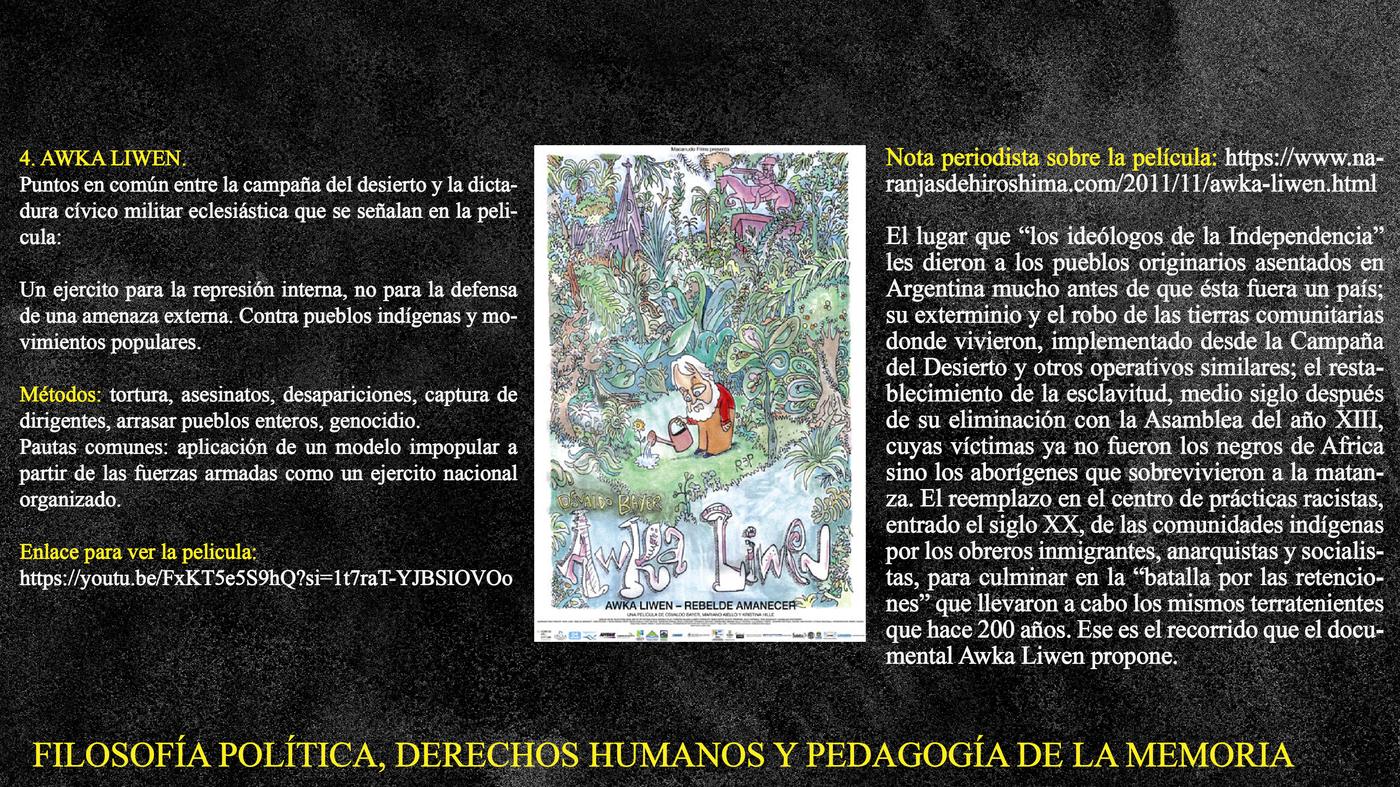 4. AWKA LIWEN.
Puntos en común entre la campaña del desierto y la dicta-
dura cívico militar eclesiástica que se señalan en la peli-
cula:
Un ejercito para la represión interna, no para la defensa
de una amenaza externa. Contra pueblos indígenas y mo-
vimientos populares.
Métodos: tortura, asesinatos, desapariciones, captura de
dirigentes, arrasar pueblos enteros, genocidio.
Pautas comunes: aplicación de un modelo impopular a
partir de las fuerzas armadas como un ejercito nacional
organizado.
Enlace para ver la pelicula:
https://youtu.be/FxKT5e5S9hQ?si=1t7raT-YJBSIOVOo
Macanudo Films presenta
REP
OSVALDO BAYER
Awka Liwen
AWKA LIWEN – REBELDE AMANECER
UNA PELÍCULA DE OSVALDO BAYER, MARIANO AIELLO Y KRISTINA HILLE
Nota periodista sobre la película: https://www.na-
ranjasdehiroshima.com/2011/11/awka-liwen.html
El lugar que “los ideólogos de la Independencia”
les dieron a los pueblos originarios asentados en
Argentina mucho antes de que ésta fuera un país;
su exterminio y el robo de las tierras comunitarias
donde vivieron, implementado desde la Campaña
del Desierto y otros operativos similares; el resta-
blecimiento de la esclavitud, medio siglo después
de su eliminación con la Asamblea del año XIII,
cuyas víctimas ya no fueron los negros de Africa
sino los aborígenes que sobrevivieron a la matan-
za. El reemplazo en el centro de prácticas racistas,
entrado el siglo XX, de las comunidades indígenas
por los obreros inmigrantes, anarquistas y socialis-
tas, para culminar en la “batalla por las retencio-
nes” que llevaron a cabo los mismos terratenientes
que hace 200 años. Ese es el recorrido que el docu-
mental Awka Liwen propone.
FILOSOFÍA POLÍTICA, DERECHOS HUMANOS Y PEDAGOGÍA DE LA MEMORIA